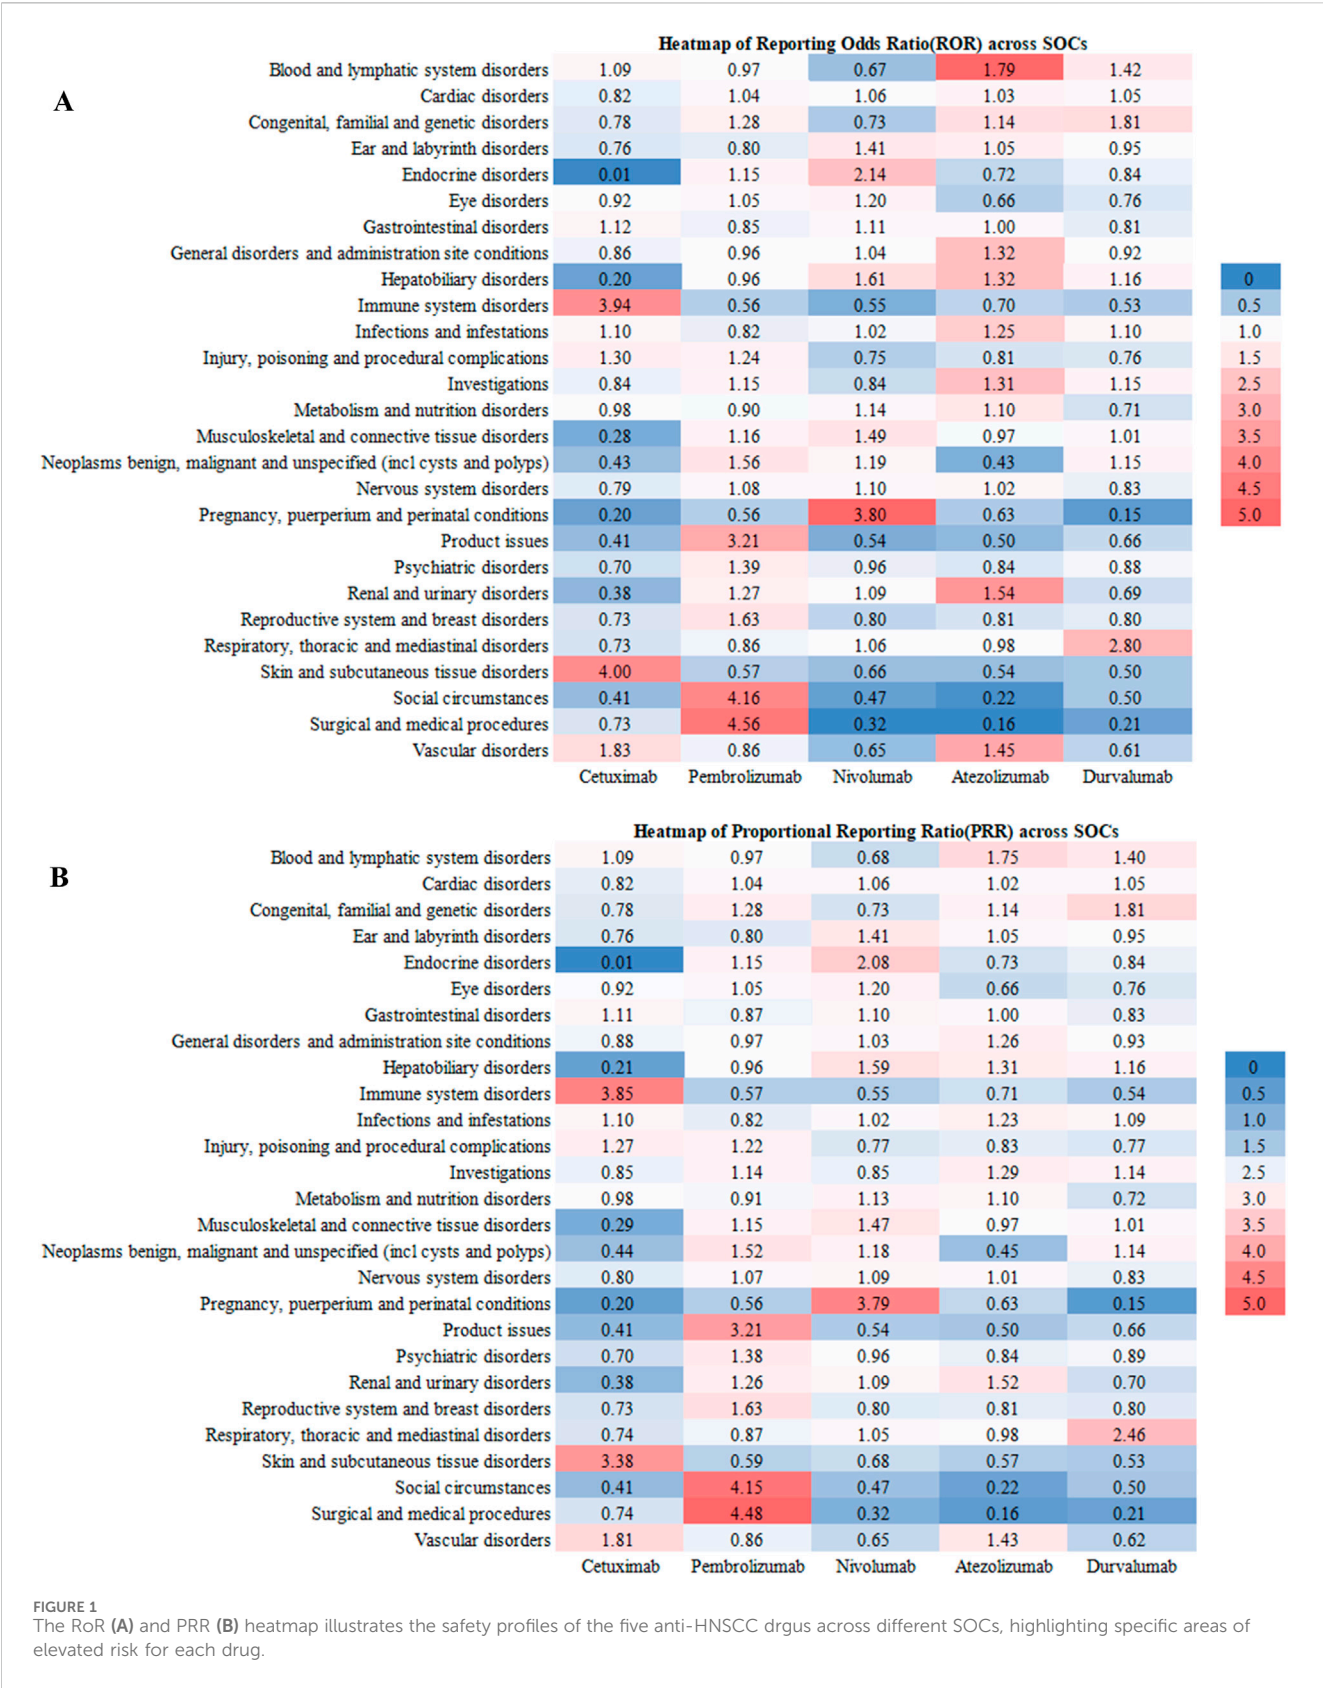 Heatmap of Reporting Odds Ratio(ROR) across SOCs
A
Blood and lymphatic system disorders 1.09 0.97 0.67 1.79 1.42
Cardiac disorders 0.82 1.04 1.06 1.03 1.05
Congenital, familial and genetic disorders 0.78 1.28 0.73 1.14 1.81
Ear and labyrinth disorders 0.76 0.80 1.41 1.05 0.95
Endocrine disorders 0.01 1.15 2.14 0.72 0.84
Eye disorders 0.92 1.05 1.20 0.66 0.76
Gastrointestinal disorders 1.12 0.85 1.11 1.00 0.81
General disorders and administration site conditions 0.86 0.96 1.04 1.32 0.92
Hepatobiliary disorders 0.20 0.96 1.61 1.32 1.16 0
Immune system disorders 3.94 0.56 0.55 0.70 0.53 0.5
Infections and infestations 1.10 0.82 1.02 1.25 1.10 1.0
Injury, poisoning and procedural complications 1.30 1.24 0.75 0.81 0.76 1.5
Investigations 0.84 1.15 0.84 1.31 1.15 2.5
Metabolism and nutrition disorders 0.98 0.90 1.14 1.10 0.71 3.0
Musculoskeletal and connective tissue disorders 0.28 1.16 1.49 0.97 1.01 3.5
Neoplasms benign, malignant and unspecified (incl cysts and polyps) 0.43 1.56 1.19 0.43 1.15 4.0
Nervous system disorders 0.79 1.08 1.10 1.02 0.83 4.5
Pregnancy, puerperium and perinatal conditions 0.20 0.56 3.80 0.63 0.15 5.0
Product issues 0.41 3.21 0.54 0.50 0.66
Psychiatric disorders 0.70 1.39 0.96 0.84 0.88
Renal and urinary disorders 0.38 1.27 1.09 1.54 0.69
Reproductive system and breast disorders 0.73 1.63 0.80 0.81 0.80
Respiratory, thoracic and mediastinal disorders 0.73 0.86 1.06 0.98 2.80
Skin and subcutaneous tissue disorders 4.00 0.57 0.66 0.54 0.50
Social circumstances 0.41 4.16 0.47 0.22 0.50
Surgical and medical procedures 0.73 4.56 0.32 0.16 0.21
Vascular disorders 1.83 0.86 0.65 1.45 0.61
Cetuximab Pembrolizumab Nivolumab Atezolizumab Durvalumab
Heatmap of Proportional Reporting Ratio(PRR) across SOCs
B
Blood and lymphatic system disorders 1.09 0.97 0.68 1.75 1.40
Cardiac disorders 0.82 1.04 1.06 1.02 1.05
Congenital, familial and genetic disorders 0.78 1.28 0.73 1.14 1.81
Ear and labyrinth disorders 0.76 0.80 1.41 1.05 0.95
Endocrine disorders 0.01 1.15 2.08 0.73 0.84
Eye disorders 0.92 1.05 1.20 0.66 0.76
Gastrointestinal disorders 1.11 0.87 1.10 1.00 0.83
General disorders and administration site conditions 0.88 0.97 1.03 1.26 0.93
Hepatobiliary disorders 0.21 0.96 1.59 1.31 1.16 0
Immune system disorders 3.85 0.57 0.55 0.71 0.54 0.5
Infections and infestations 1.10 0.82 1.02 1.23 1.09 1.0
Injury, poisoning and procedural complications 1.27 1.22 0.77 0.83 0.77 1.5
Investigations 0.85 1.14 0.85 1.29 1.14 2.5
Metabolism and nutrition disorders 0.98 0.91 1.13 1.10 0.72 3.0
Musculoskeletal and connective tissue disorders 0.29 1.15 1.47 0.97 1.01 3.5
Neoplasms benign, malignant and unspecified (incl cysts and polyps) 0.44 1.52 1.18 0.45 1.14 4.0
Nervous system disorders 0.80 1.07 1.09 1.01 0.83 4.5
Pregnancy, puerperium and perinatal conditions 0.20 0.56 3.79 0.63 0.15 5.0
Product issues 0.41 3.21 0.54 0.50 0.66
Psychiatric disorders 0.70 1.38 0.96 0.84 0.89
Renal and urinary disorders 0.38 1.26 1.09 1.52 0.70
Reproductive system and breast disorders 0.73 1.63 0.80 0.81 0.80
Respiratory, thoracic and mediastinal disorders 0.74 0.87 1.05 0.98 2.46
Skin and subcutaneous tissue disorders 3.38 0.59 0.68 0.57 0.53
Social circumstances 0.41 4.15 0.47 0.22 0.50
Surgical and medical procedures 0.74 4.48 0.32 0.16 0.21
Vascular disorders 1.81 0.86 0.65 1.43 0.62
Cetuximab Pembrolizumab Nivolumab Atezolizumab Durvalumab
FIGURE 1
The RoR (A) and PRR (B) heatmap illustrates the safety profiles of the five anti-HNSCC drgus across different SOCs, highlighting specific areas of
elevated risk for each drug.